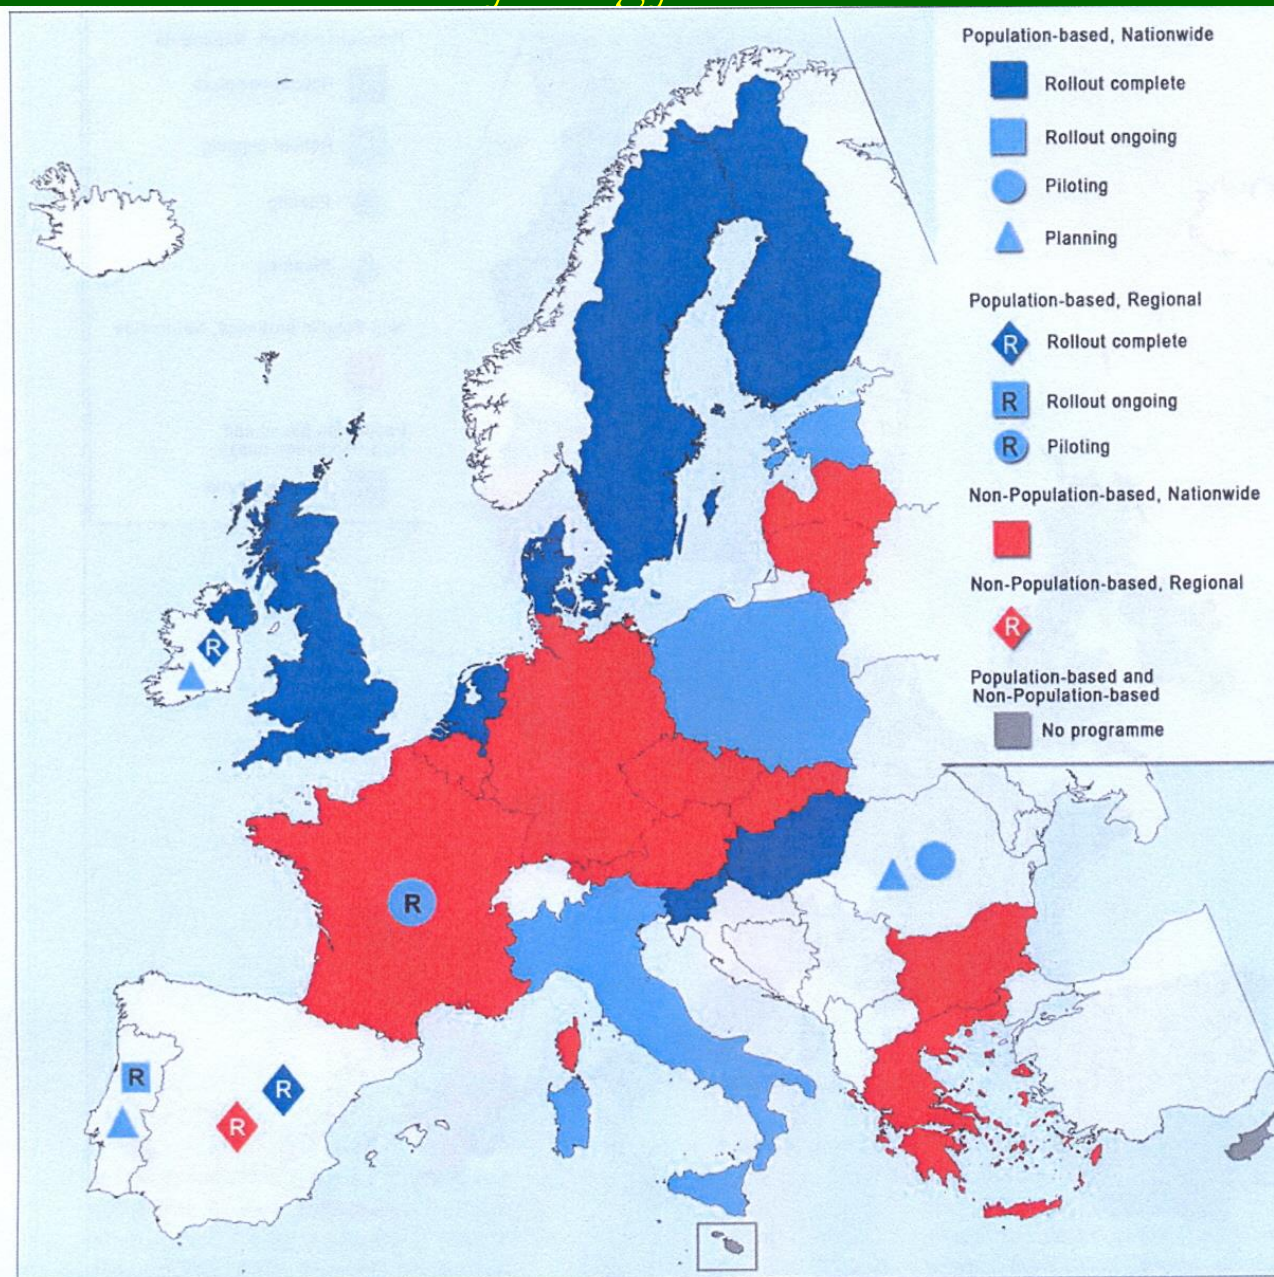 Population-based, Nationwide
Rollout complete
Rollout ongoing
Piloting
Planning
Population-based, Regional
R Rollout complete
R Rollout ongoing
R Piloting
Non-Population-based, Nationwide
Non-Population-based, Regional
R
Population-based and
Non-Population-based
No programme
R
R
R
R
R